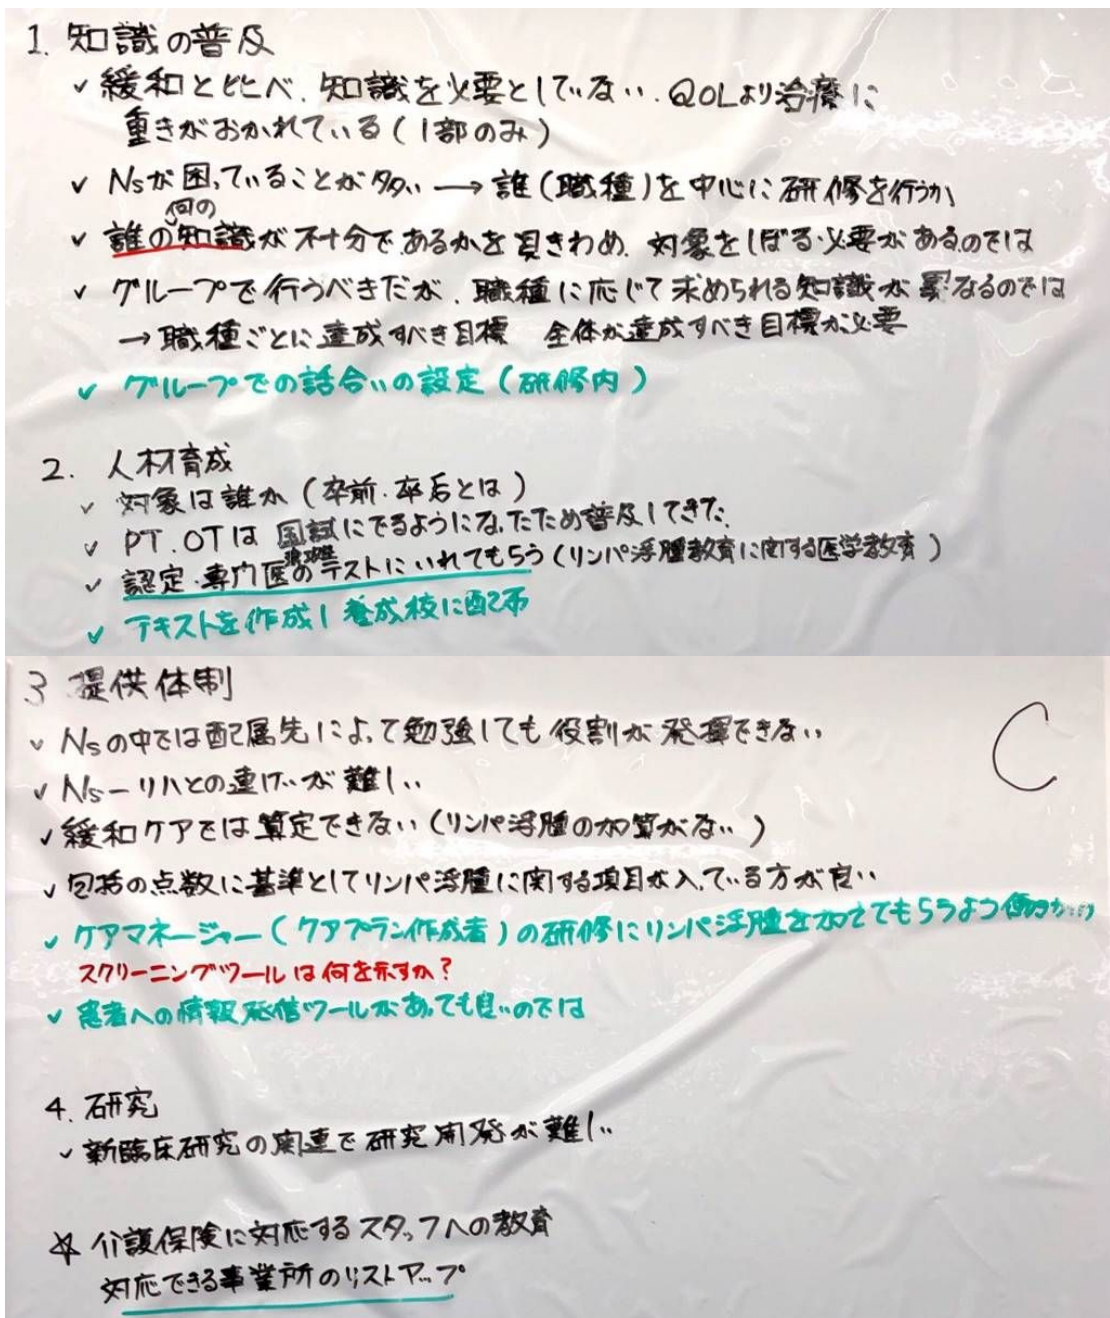 1. 知識の普及
✓ 緩和とくらべ、知識を必要としていない、QOLより治療に
重きがおかれている(1部のみ)
✓ Nsが困っていることが多い → 誰(職種)を中心に研修を行うか
何の
✓ 誰の知識が不十分であるかを見きわめ、対象をしぼる必要があるのでは
✓ グループで行うべきだが、職種に応じて求められる知識が異なるのでは
→ 職種ごとに達成すべき目標 全体が達成すべき目標が必要
✓ グループでの話合いの設定(研修内)
2. 人材育成
✓ 対象は誰か(卒前・卒后とは)
✓ PT.OTは国試にでるようになったため普及してきた
✓ 認定・専門医のテストにいれてもらう(リンパ浮腫教育に関する医学教育)
✓ テキストを作成し養成校に配布
3 提供体制
C
✓ Nsの中では配属先によって勉強しても役割が発揮できない
✓ Ns-リハとの連けいが難しい
✓ 緩和ケアでは算定できない(リンパ浮腫の加算がない)
✓ 包括の点数に基準としてリンパ浮腫に関する項目が入っている方が良い
✓ ケアマネージャー(ケアプラン作成者)の研修にリンパ浮腫を加えてもらうよう働きかけ
スクリーニングツールは何を示すか?
✓ 患者への情報発信ツールがあっても良いのでは
4. 研究
✓ 新臨床研究の関連で研究開発が難しい
☆ 介護保険に対応するスタッフへの教育
対応できる事業所のリストアップ